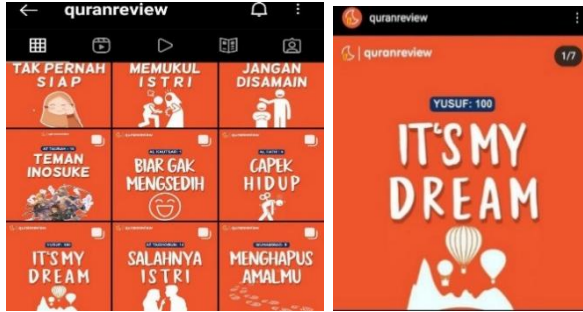 quranreview
TAK PERNAH
SIAP
MEMUKUL
ISTRI
JANGAN
DISAMAIN
TEMAN
INOSUKE
BIAR GAK
MENGSEDIH
CAPEK
HIDUP
IT'S MY
DREAM
SALAHNYA
ISTRI
MENGHAPUS
AMALMU
quranreview
quranreview
1/7
YUSUF: 100
IT'S MY
DREAM